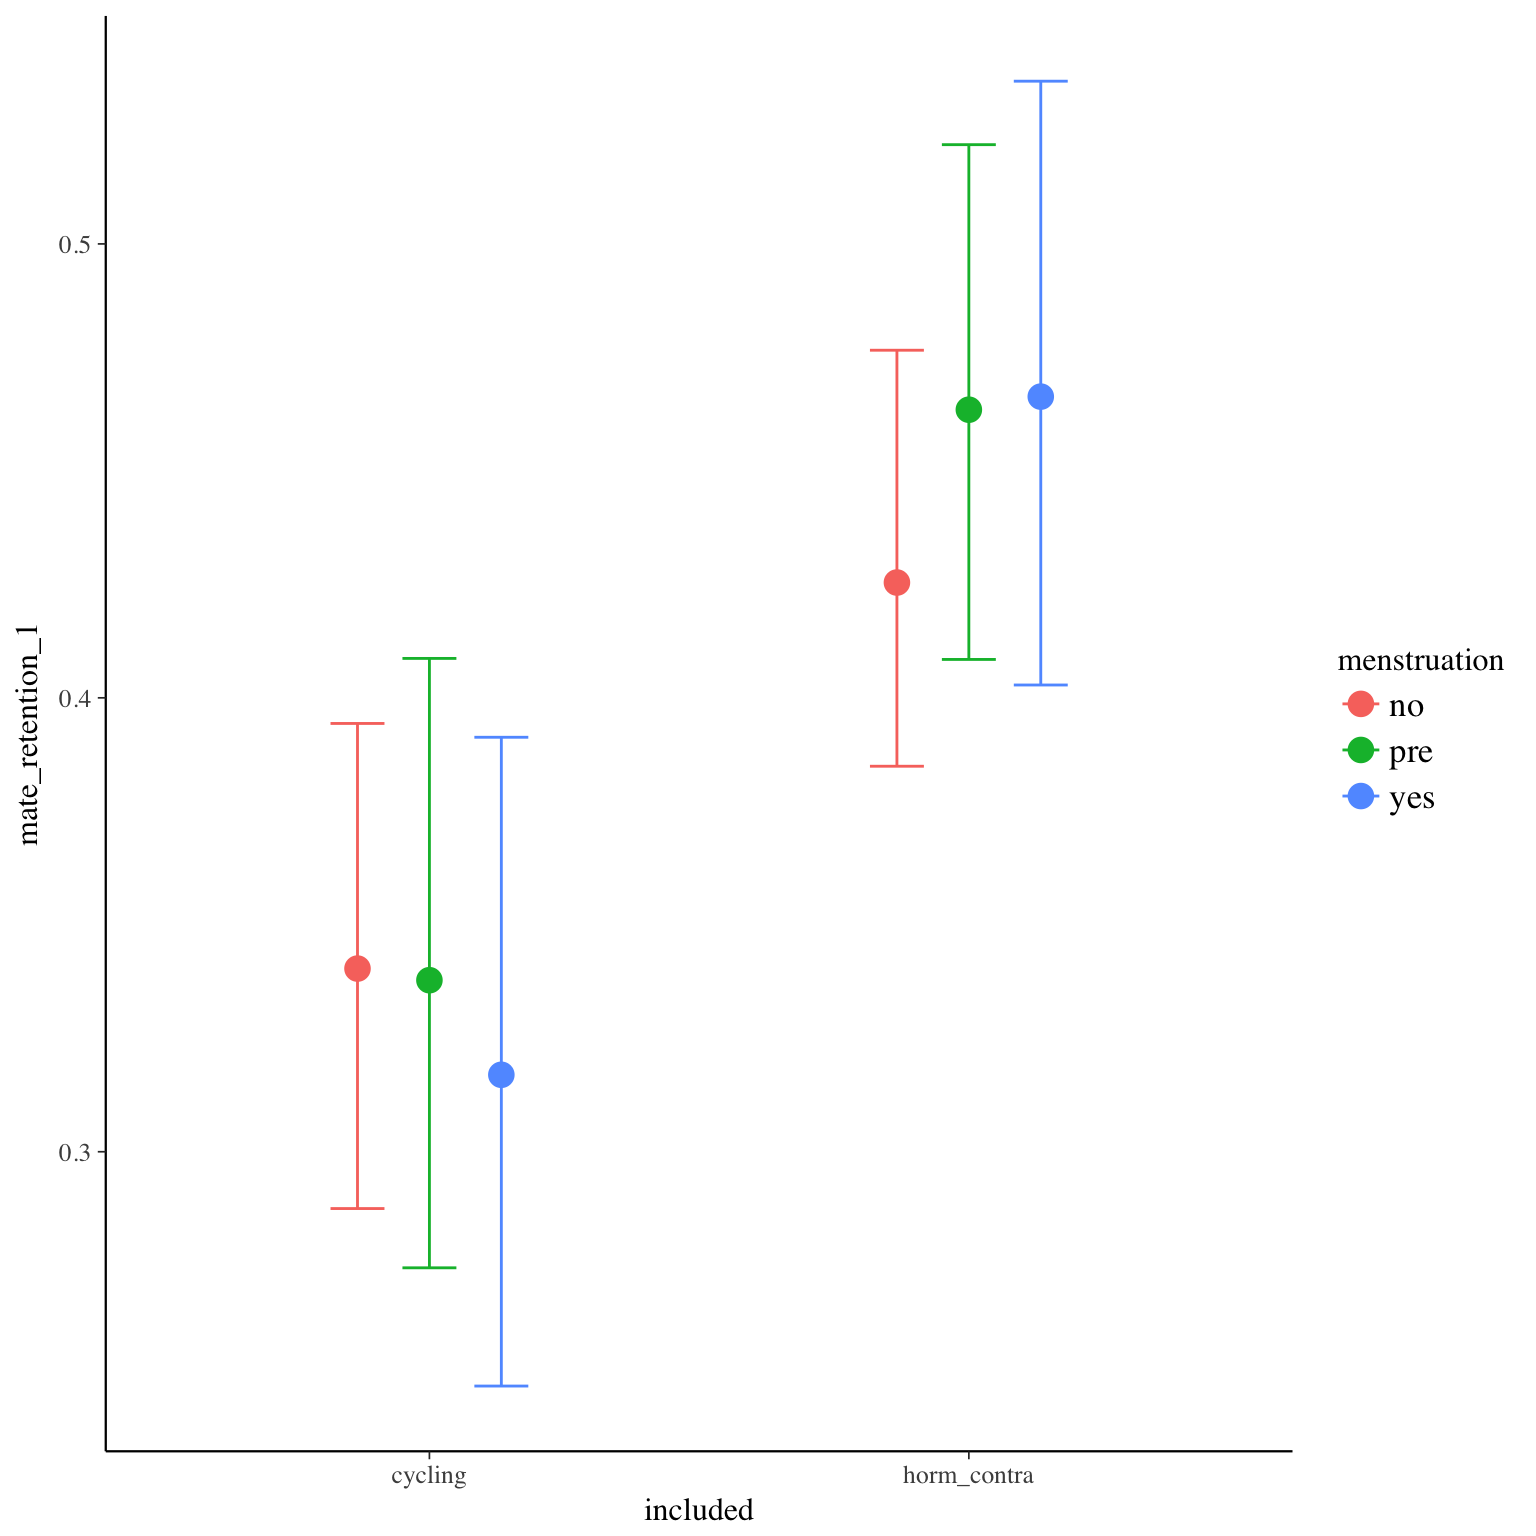 0.5
0.4
0.3
mate_retention_1
cycling
horm_contra
included
menstruation
no
pre
yes